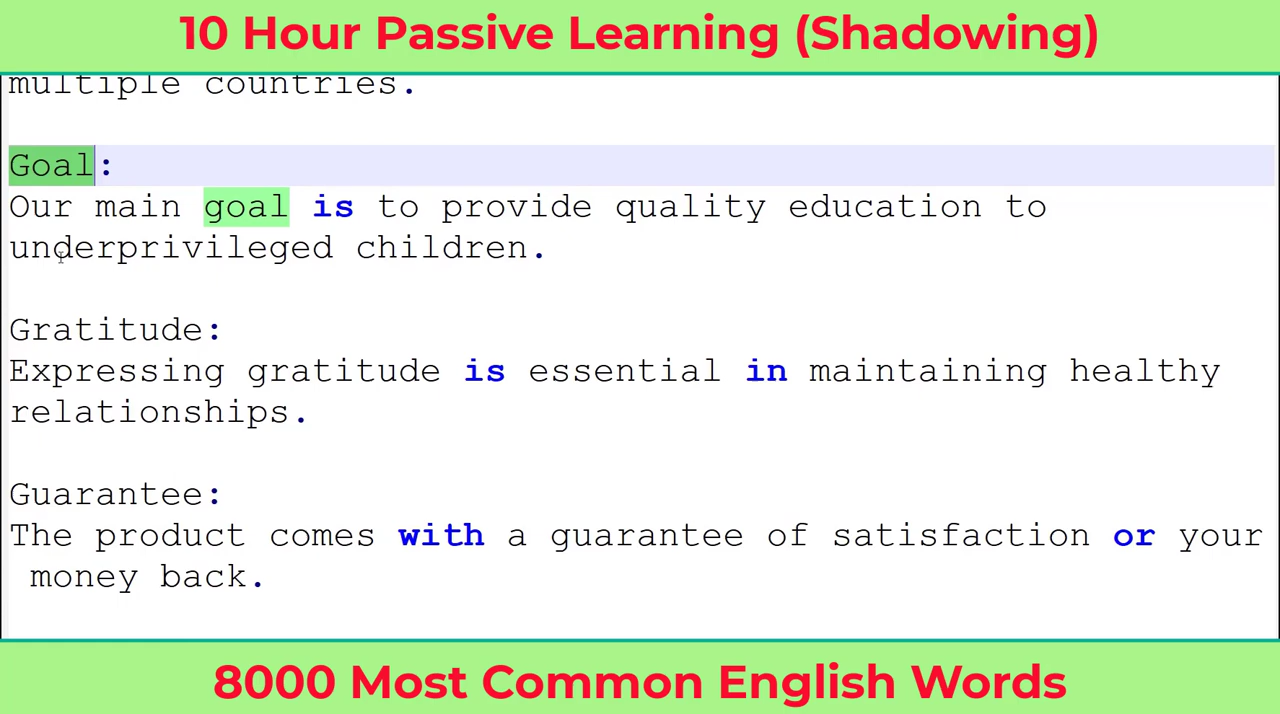 10 Hour Passive Learning (Shadowing)
multiple countries.
Goal:
Our main goal is to provide quality education to
underprivileged children.
Gratitude:
Expressing gratitude is essential in maintaining healthy
relationships.
Guarantee:
The product comes with a guarantee of satisfaction or your
money back.
8000 Most Common English Words